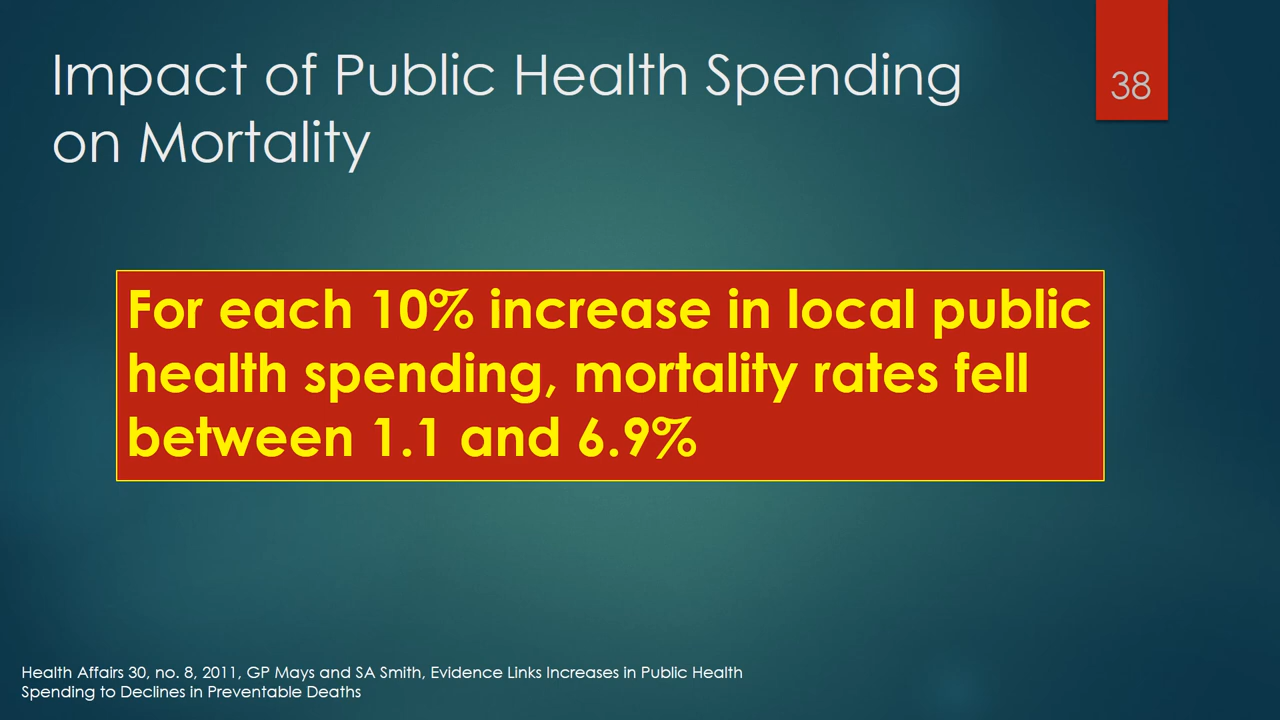 Impact of Public Health Spending
on Mortality
38
For each 10% increase in local public
health spending, mortality rates fell
between 1.1 and 6.9%
Health Affairs 30, no. 8, 2011, GP Mays and SA Smith, Evidence Links Increases in Public Health
Spending to Declines in Preventable Deaths